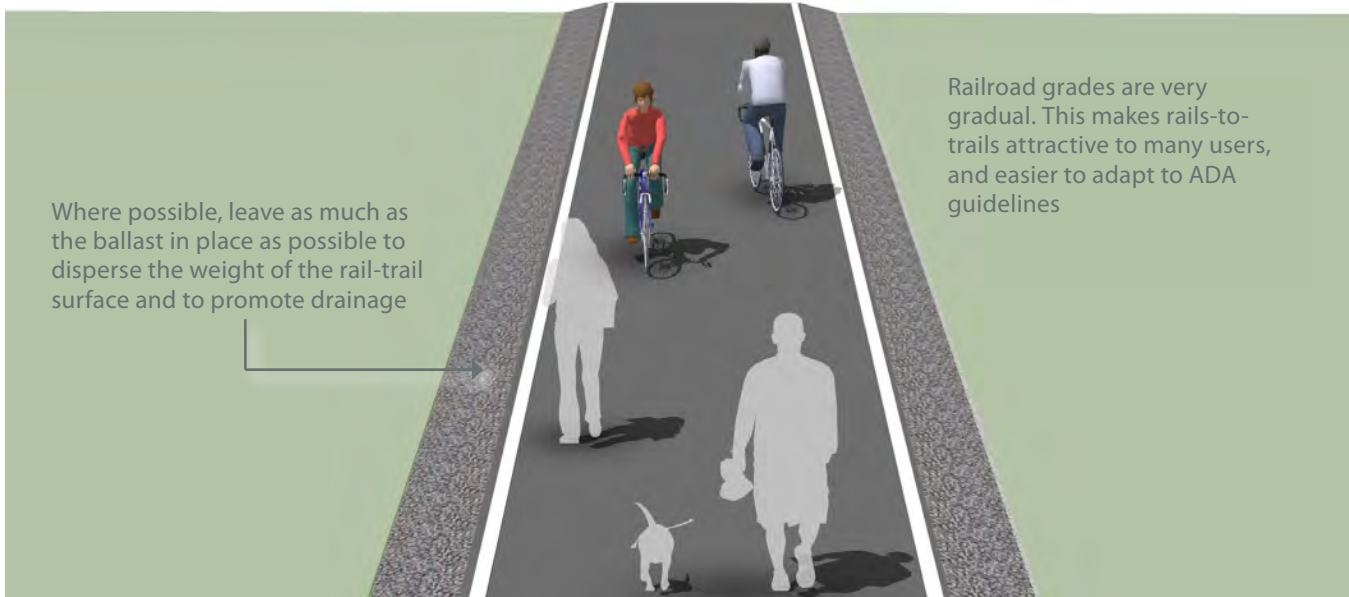 Where possible, leave as much as
the ballast in place as possible to
disperse the weight of the rail-trail
surface and to promote drainage
Railroad grades are very
gradual. This makes rails-to-
trails attractive to many users,
and easier to adapt to ADA
guidelines